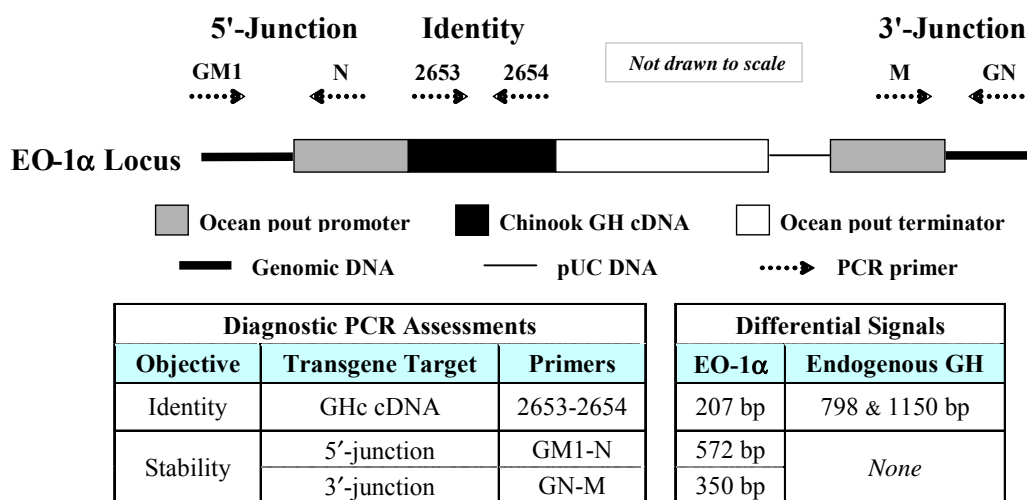 5'-Junction Identity 3'-Junction
GM1 N 2653 2654 Not drawn to scale M GN
EO-1α Locus
Ocean pout promoter Chinook GH cDNA Ocean pout terminator
Genomic DNA pUC DNA PCR primer
Diagnostic PCR Assessments
Objective Transgene Target Primers
Identity GHc cDNA 2653-2654
Stability
5′-junction GM1-N
3′-junction GN-M
Differential Signals
EO-1α Endogenous GH
207 bp 798 & 1150 bp
572 bp
350 bp
None